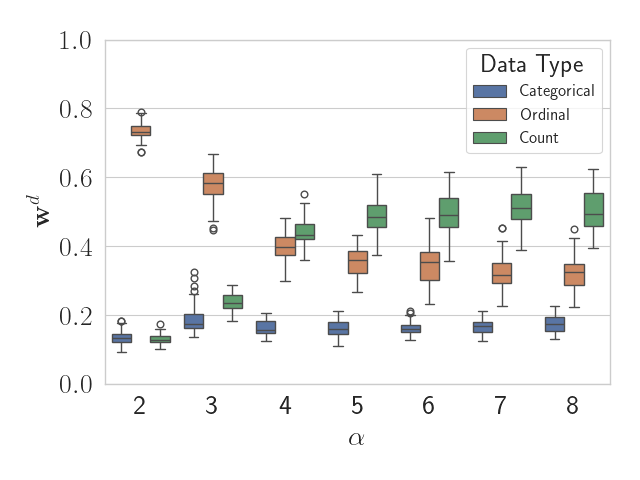 1.0
0.8
0.6
0.4
0.2
0.0
w^d
Data Type
Categorical
Ordinal
Count
2 3 4 5 6 7 8
α